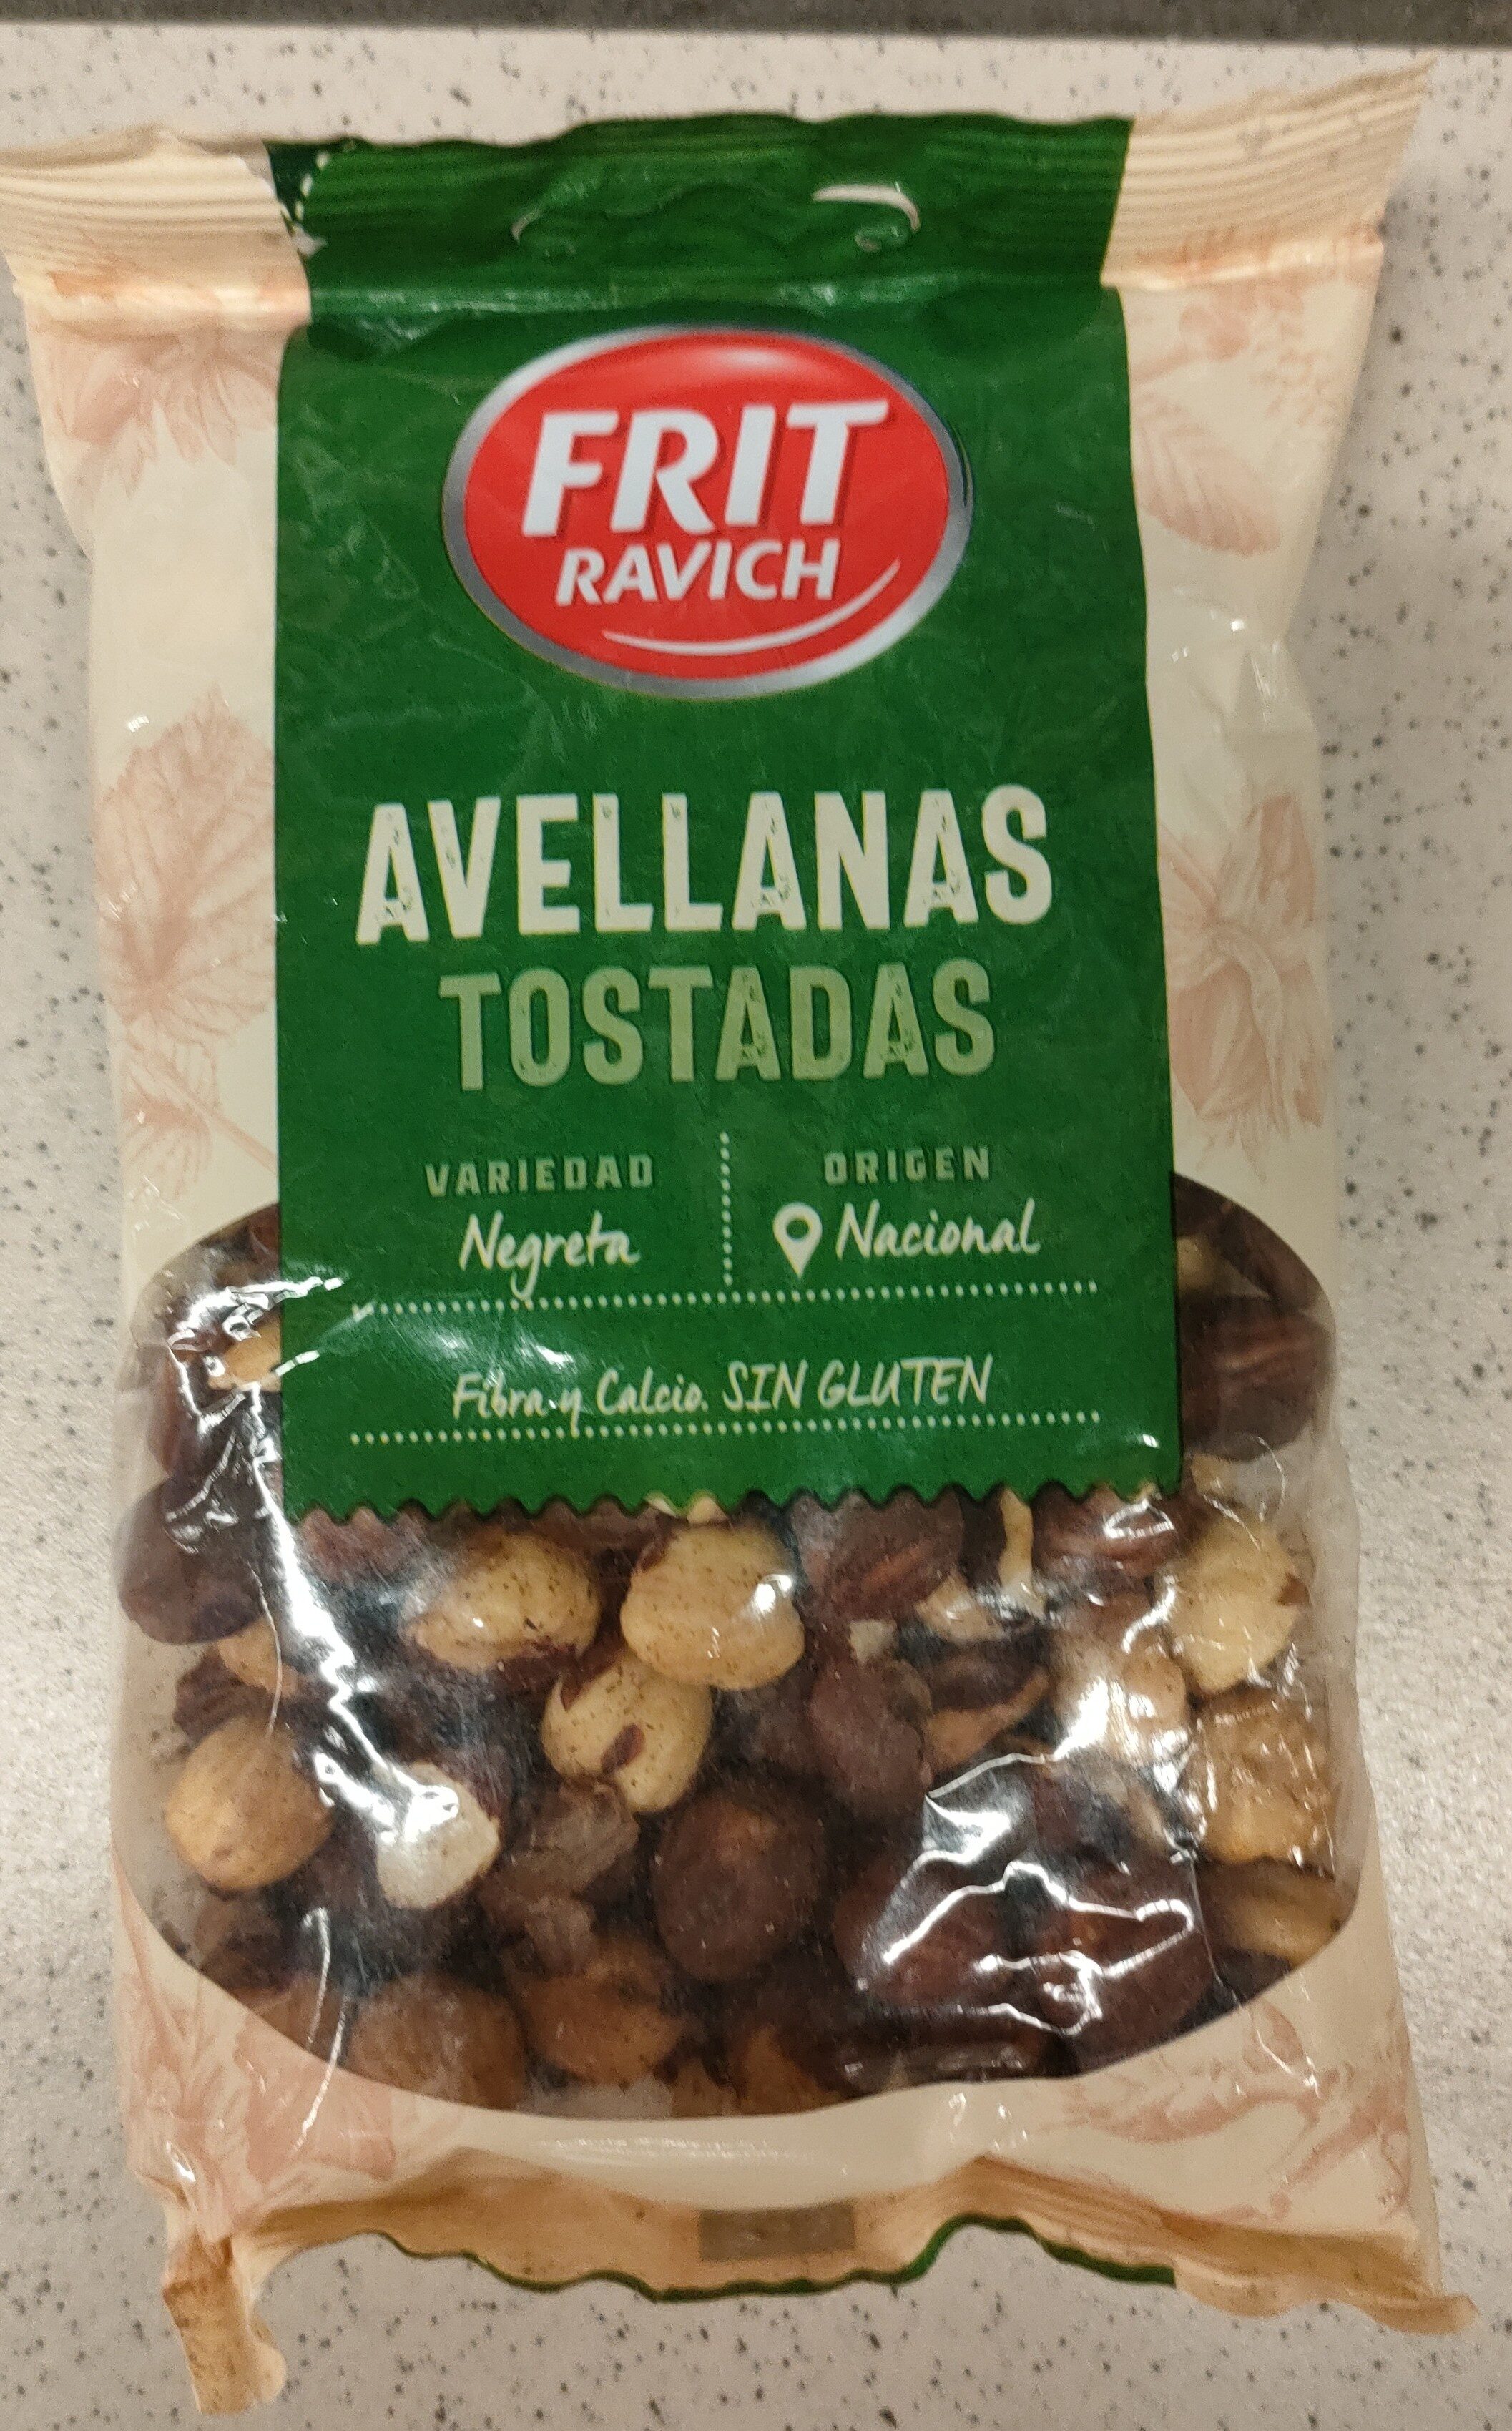 FRIT
RAVICH
AVELLANAS
TOSTADAS
VARIEDAD
Negreta
ORIGEN
Nacional
Fibra y Calcio. SIN GLUTEN